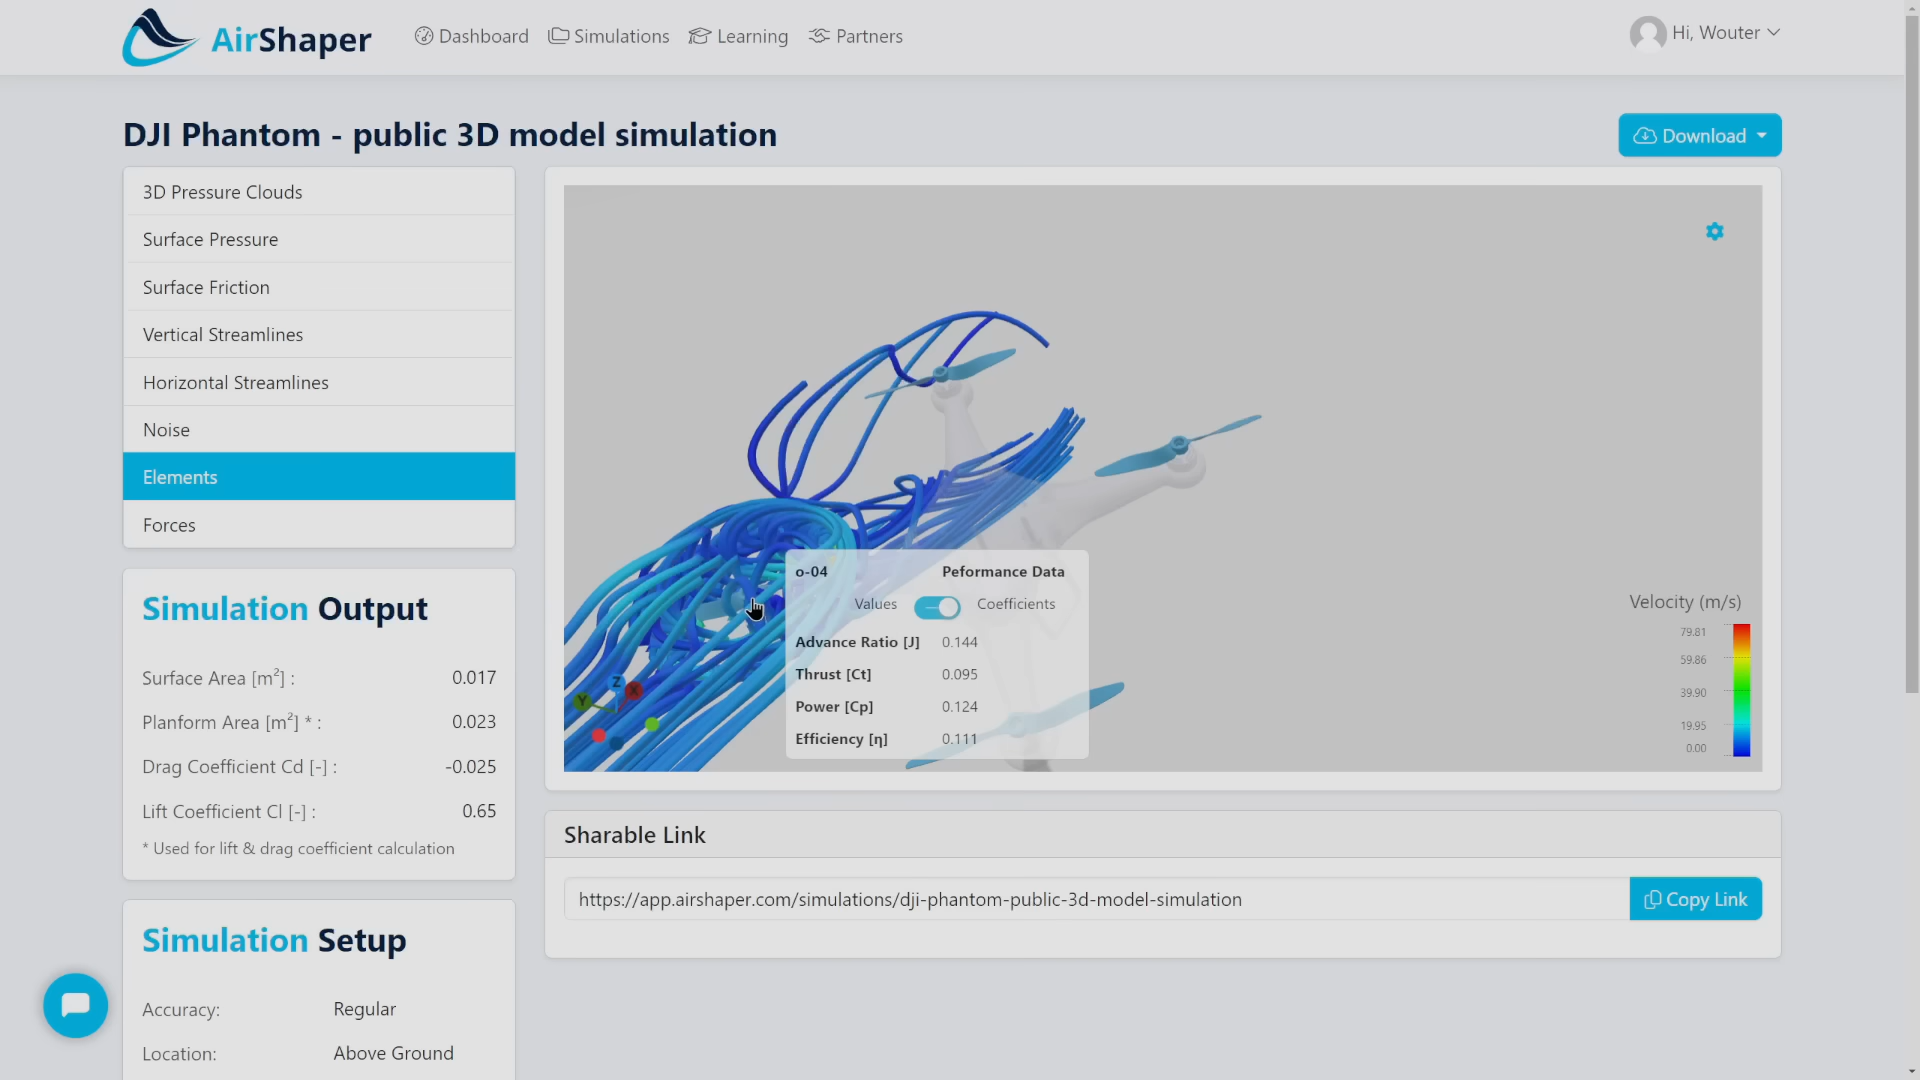 AirShaper
Dashboard
Simulations
Learning
Partners
Hi, Wouter
DJI Phantom - public 3D model simulation
Download
3D Pressure Clouds
Surface Pressure
Surface Friction
Vertical Streamlines
Horizontal Streamlines
Noise
Elements
Forces
Simulation Output
Surface Area [m²] : 0.017
Planform Area [m²] * : 0.023
Drag Coefficient Cd [-] : -0.025
Lift Coefficient Cl [-] : 0.65
* Used for lift & drag coefficient calculation
Simulation Setup
Accuracy: Regular
Location: Above Ground
o-04 Peformance Data
Values Coefficients
Advance Ratio [J] 0.144
Thrust [Ct] 0.095
Power [Cp] 0.124
Efficiency [η] 0.111
Z
X
Y
Velocity (m/s)
79.81
59.86
39.90
19.95
0.00
Sharable Link
https://app.airshaper.com/simulations/dji-phantom-public-3d-model-simulation
Copy Link